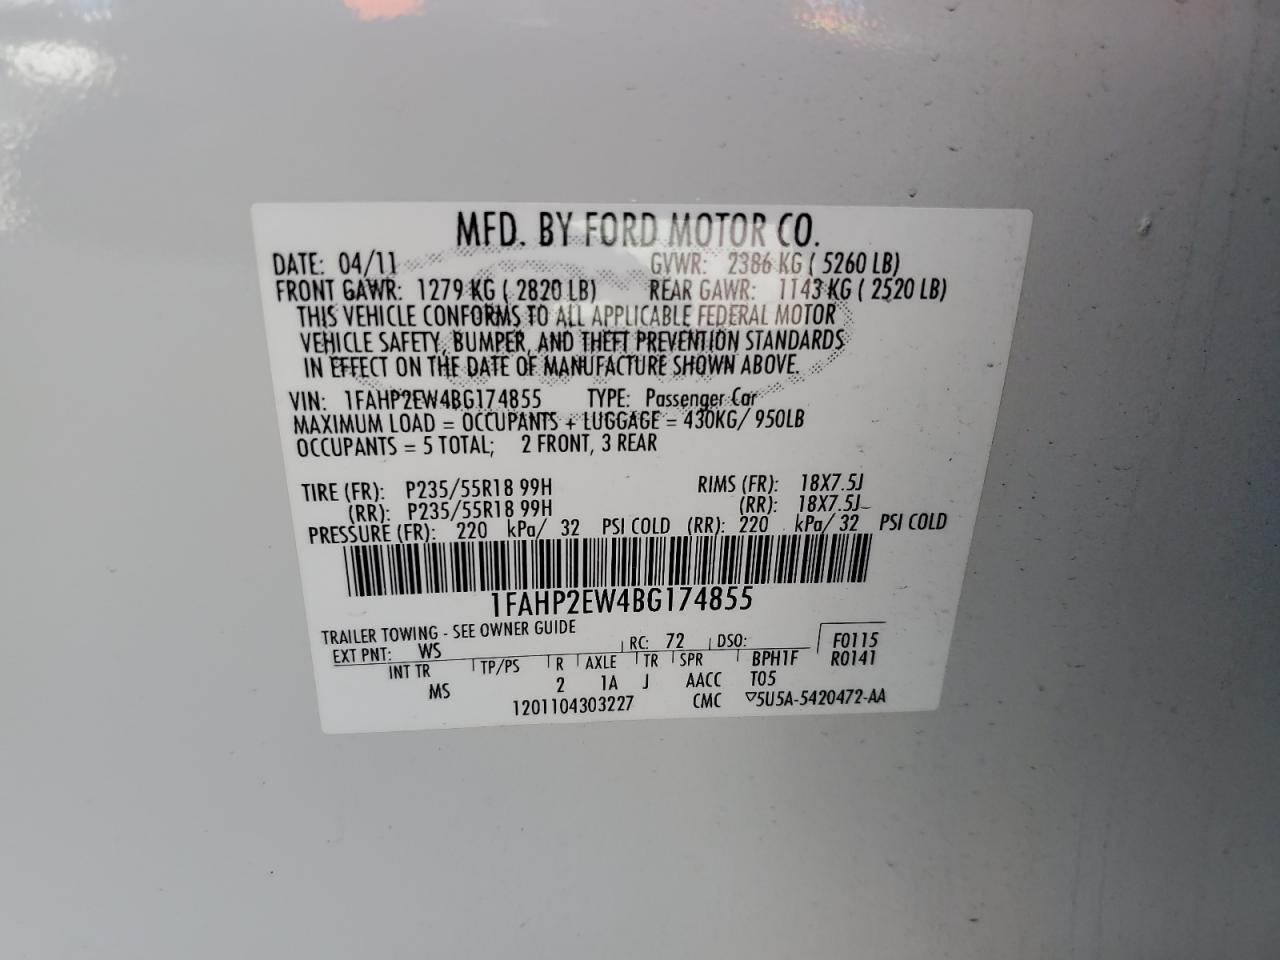 MFD. BY FORD MOTOR CO.
DATE: 04/11 GVWR: 2386 KG ( 5260 LB)
FRONT GAWR: 1279 KG ( 2820 LB) REAR GAWR: 1143 KG ( 2520 LB)
THIS VEHICLE CONFORMS TO ALL APPLICABLE FEDERAL MOTOR
VEHICLE SAFETY, BUMPER, AND THEFT PREVENTION STANDARDS
IN EFFECT ON THE DATE OF MANUFACTURE SHOWN ABOVE.
VIN: 1FAHP2EW4BG174855 TYPE: Passenger Car
MAXIMUM LOAD = OCCUPANTS + LUGGAGE = 430KG/ 950LB
OCCUPANTS = 5 TOTAL; 2 FRONT, 3 REAR
TIRE (FR): P235/55R18 99H RIMS (FR): 18X7.5J
(RR): P235/55R18 99H (RR): 18X7.5J
PRESSURE (FR): 220 kPa/ 32 PSI COLD (RR): 220 kPa/ 32 PSI COLD
1FAHP2EW4BG174855
TRAILER TOWING - SEE OWNER GUIDE
EXT PNT: WS RC: 72 DSO: F0115
INT TR TP/PS R AXLE TR SPR BPH1F R0141
MS 2 1A J AACC T05
1201104303227 CMC ▽5U5A-5420472-AA